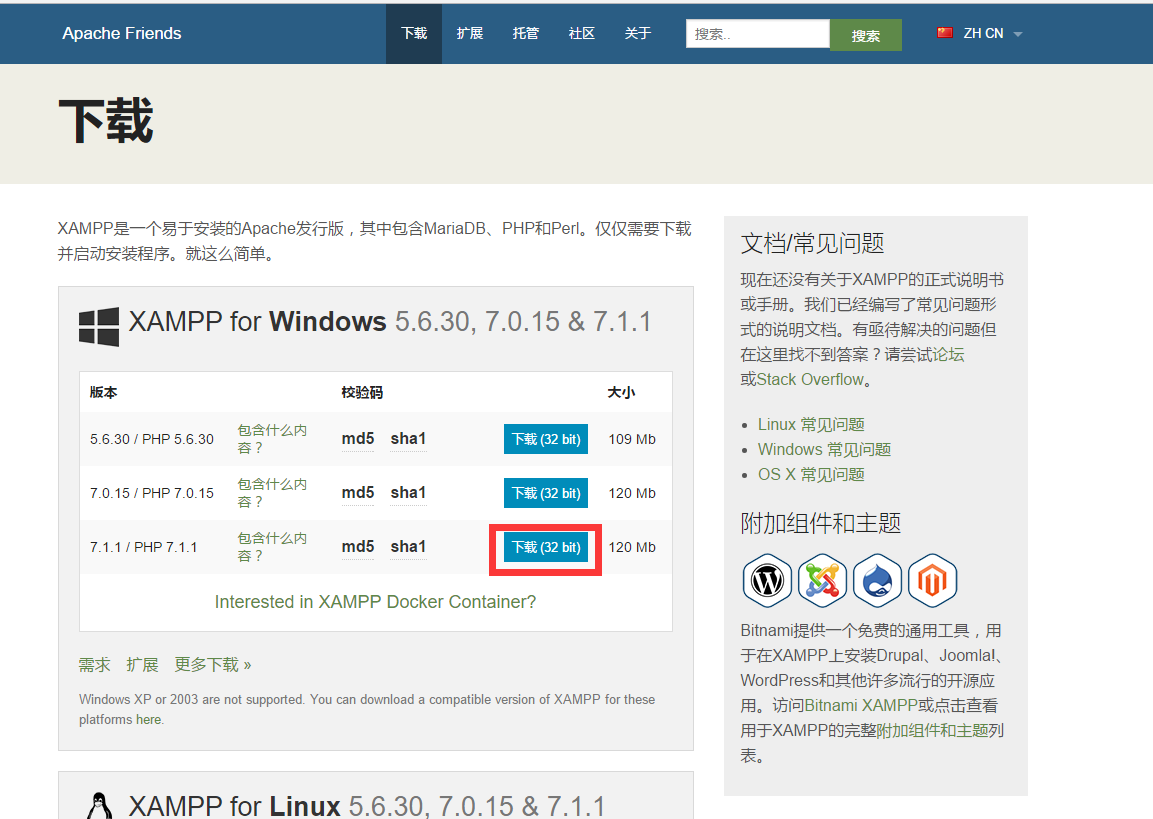 Apache Friends
下载
扩展
托管
社区
关于
搜索..
搜索
ZH CN
下载
XAMPP是一个易于安装的Apache发行版，其中包含MariaDB、PHP和Perl。仅仅需要下载
并启动安装程序。就这么简单。
XAMPP for Windows 5.6.30, 7.0.15 & 7.1.1
版本 校验码 大小
5.6.30 / PHP 5.6.30 包含什么内 md5 sha1 下载 (32 bit) 109 Mb
容？
7.0.15 / PHP 7.0.15 包含什么内 md5 sha1 下载 (32 bit) 120 Mb
容？
7.1.1 / PHP 7.1.1 包含什么内 md5 sha1 下载 (32 bit) 120 Mb
容？
Interested in XAMPP Docker Container?
需求 扩展 更多下载 »
Windows XP or 2003 are not supported. You can download a compatible version of XAMPP for these
platforms here.
XAMPP for Linux 5.6.30, 7.0.15 & 7.1.1
文档/常见问题
现在还没有关于XAMPP的正式说明书
或手册。我们已经编写了常见问题形
式的说明文档。有亟待解决的问题但
在这里找不到答案？请尝试论坛
或Stack Overflow。
Linux 常见问题
Windows 常见问题
OS X 常见问题
附加组件和主题
Bitnami提供一个免费的通用工具，用
于在XAMPP上安装Drupal、Joomla!、
WordPress和其他许多流行的开源应
用。访问Bitnami XAMPP或点击查看
用于XAMPP的完整附加组件和主题列
表。